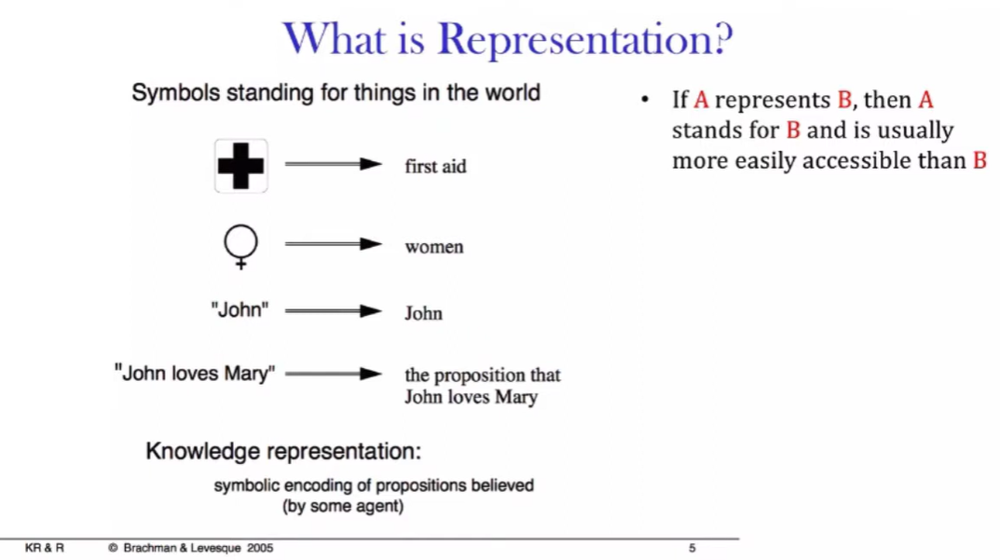 What is Representation?
Symbols standing for things in the world
first aid
women
"John"
John
"John loves Mary"
the proposition that
John loves Mary
Knowledge representation:
symbolic encoding of propositions believed
(by some agent)
• If A represents B, then A
stands for B and is usually
more easily accessible than B
KR & R © Brachman & Levesque 2005 5